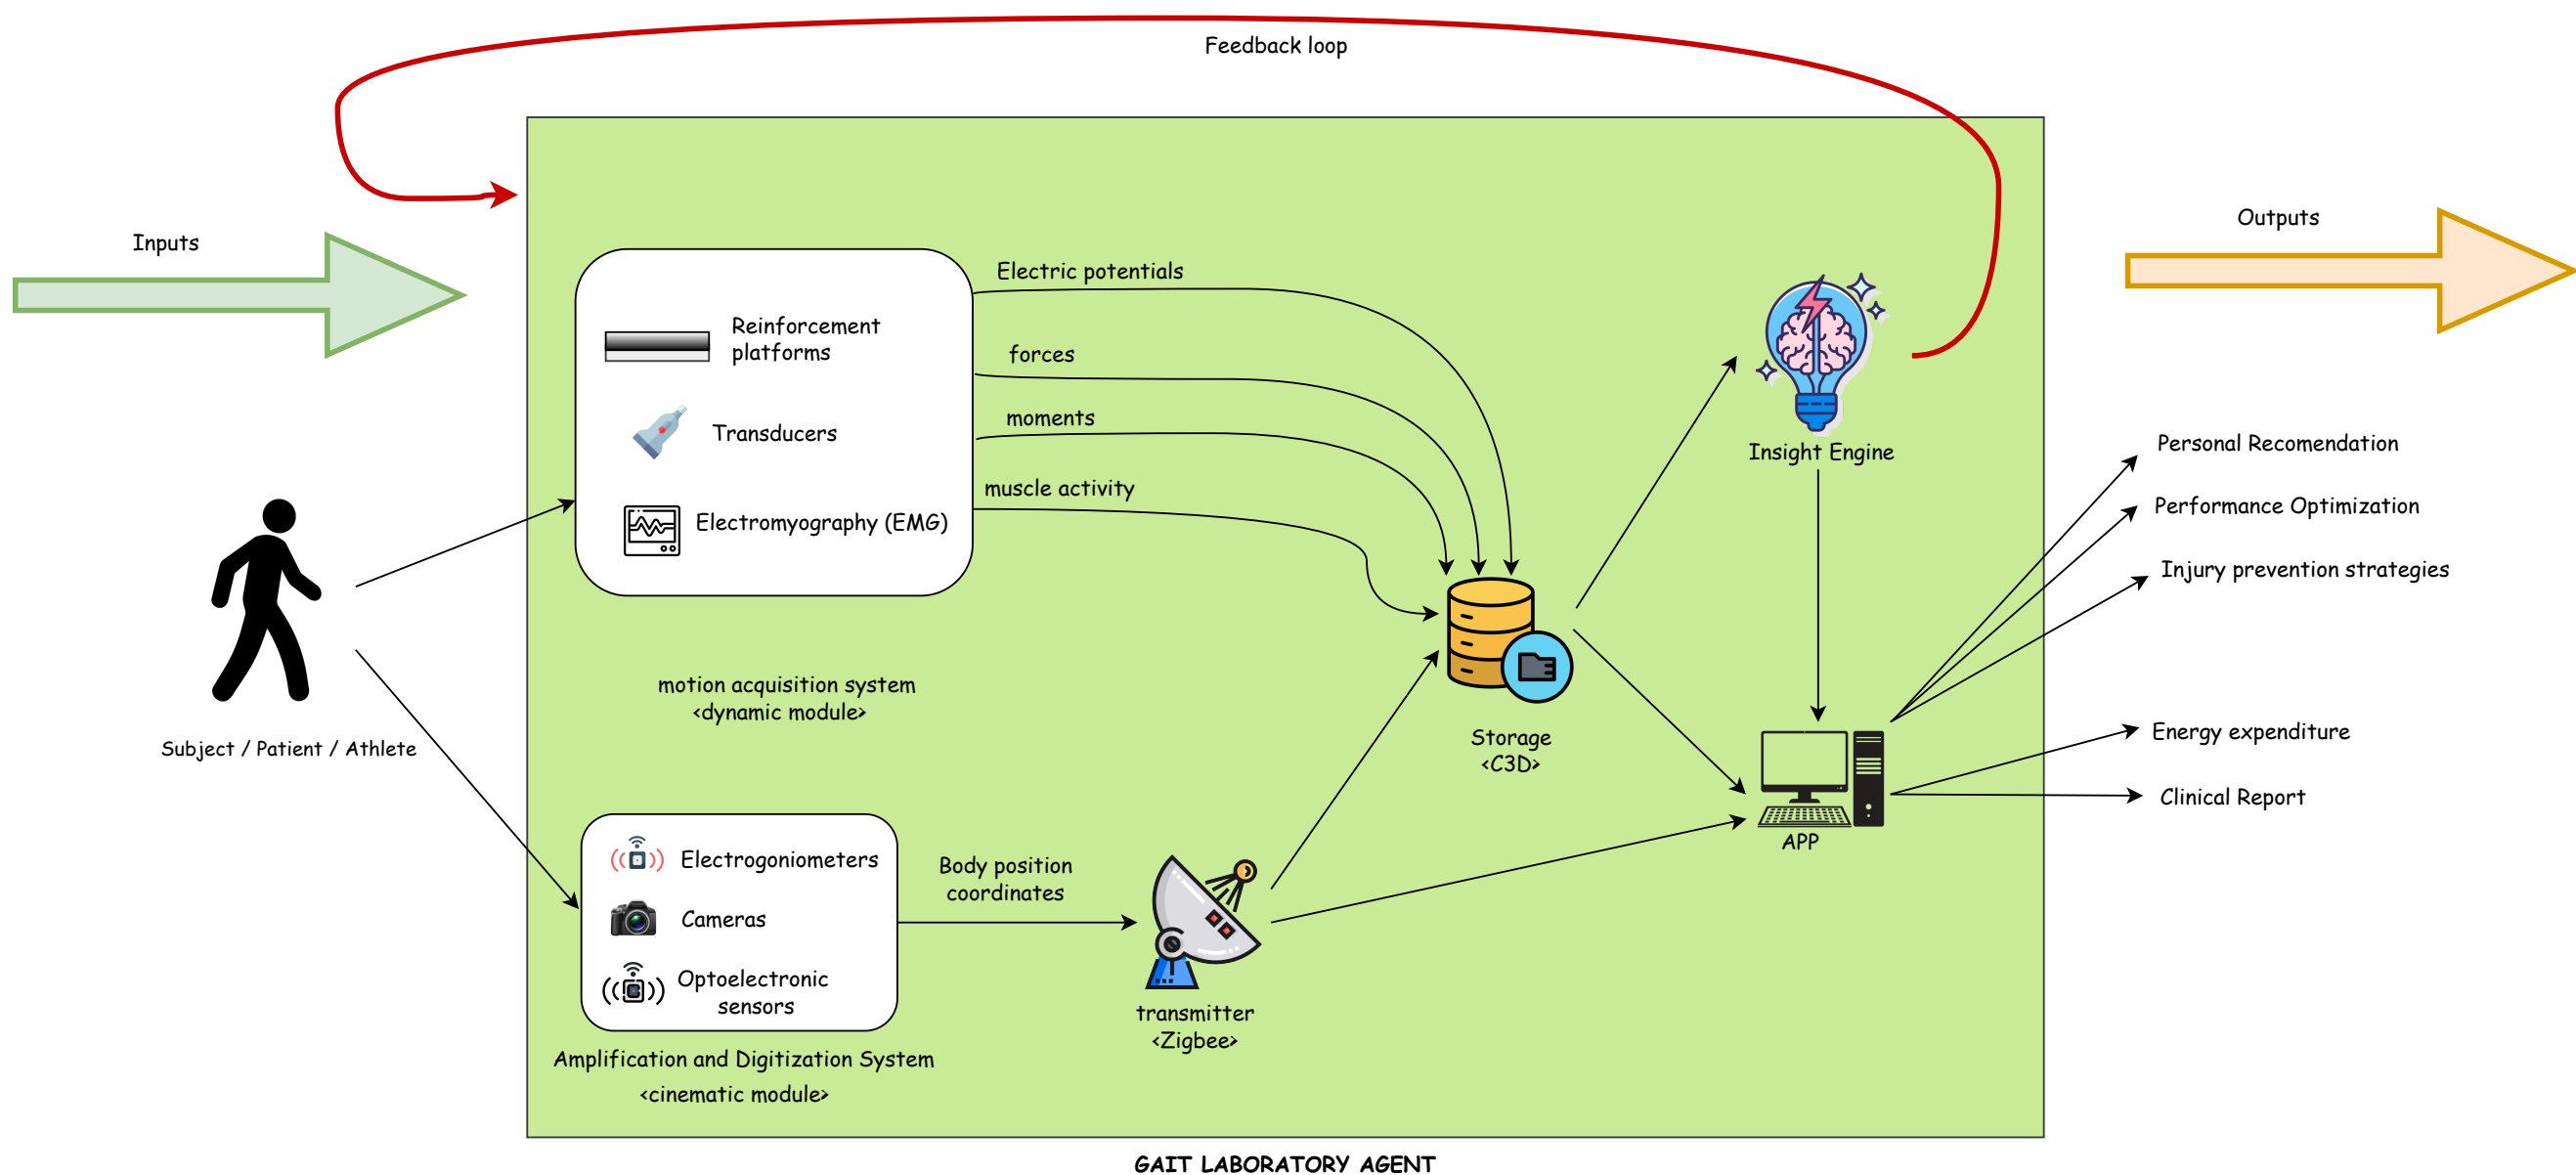 Feedback loop
Inputs
Outputs
Reinforcement
platforms
Transducers
Electromyography (EMG)
Electric potentials
forces
moments
muscle activity
Insight Engine
Personal Recomendation
Performance Optimization
Injury prevention strategies
Energy expenditure
Clinical Report
Subject / Patient / Athlete
motion acquisition system
<dynamic module>
Storage
<C3D>
APP
Electrogoniometers
Cameras
Optoelectronic
sensors
Body position
coordinates
transmitter
<Zigbee>
Amplification and Digitization System
<cinematic module>
GAIT LABORATORY AGENT